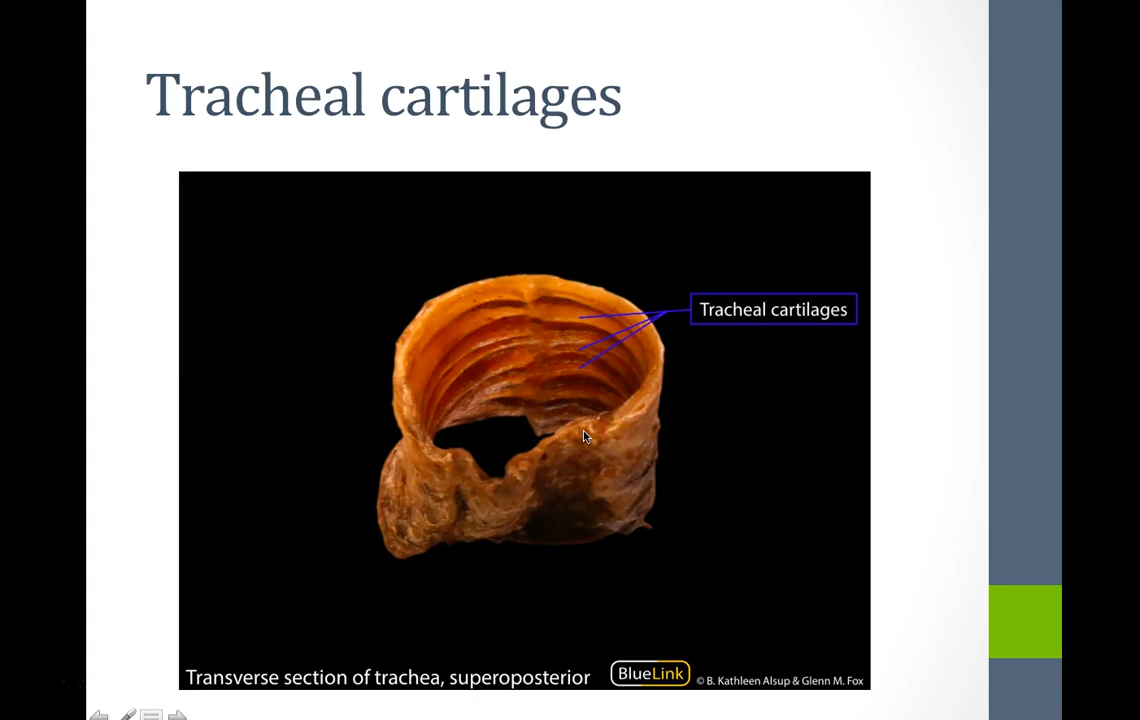 Tracheal cartilages
Tracheal cartilages
Transverse section of trachea, superoposterior
BlueLink
© B. Kathleen Alsup & Glenn M. Fox